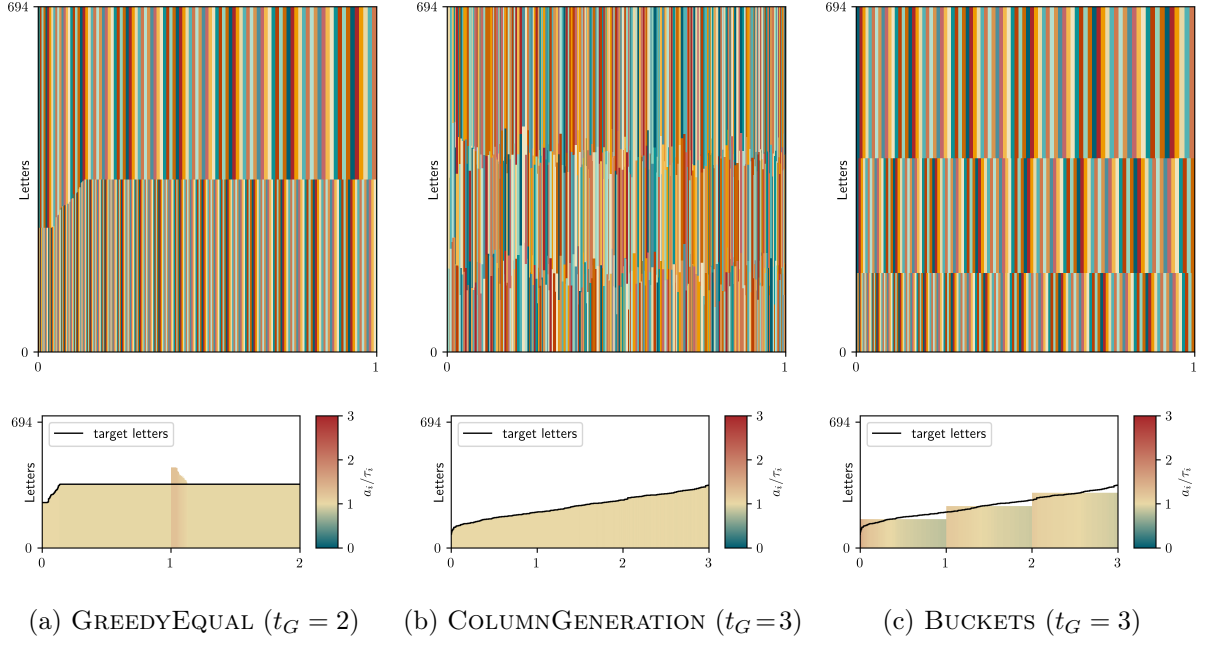 694
Letters
0
0 1
694
Letters
0
0 1
694
Letters
0
0 1
694
target letters
Letters
0
0 1 2
3
2
1
0
a_i/τ_i
694
target letters
Letters
0
0 1 2 3
694
target letters
Letters
0
0 1 2 3
3
2
1
0
a_i/τ_i
3
2
1
0
a_i/τ_i
(a) GREEDYEQUAL (t_G = 2)
(b) COLUMNGENERATION (t_G = 3)
(c) BUCKETS (t_G = 3)